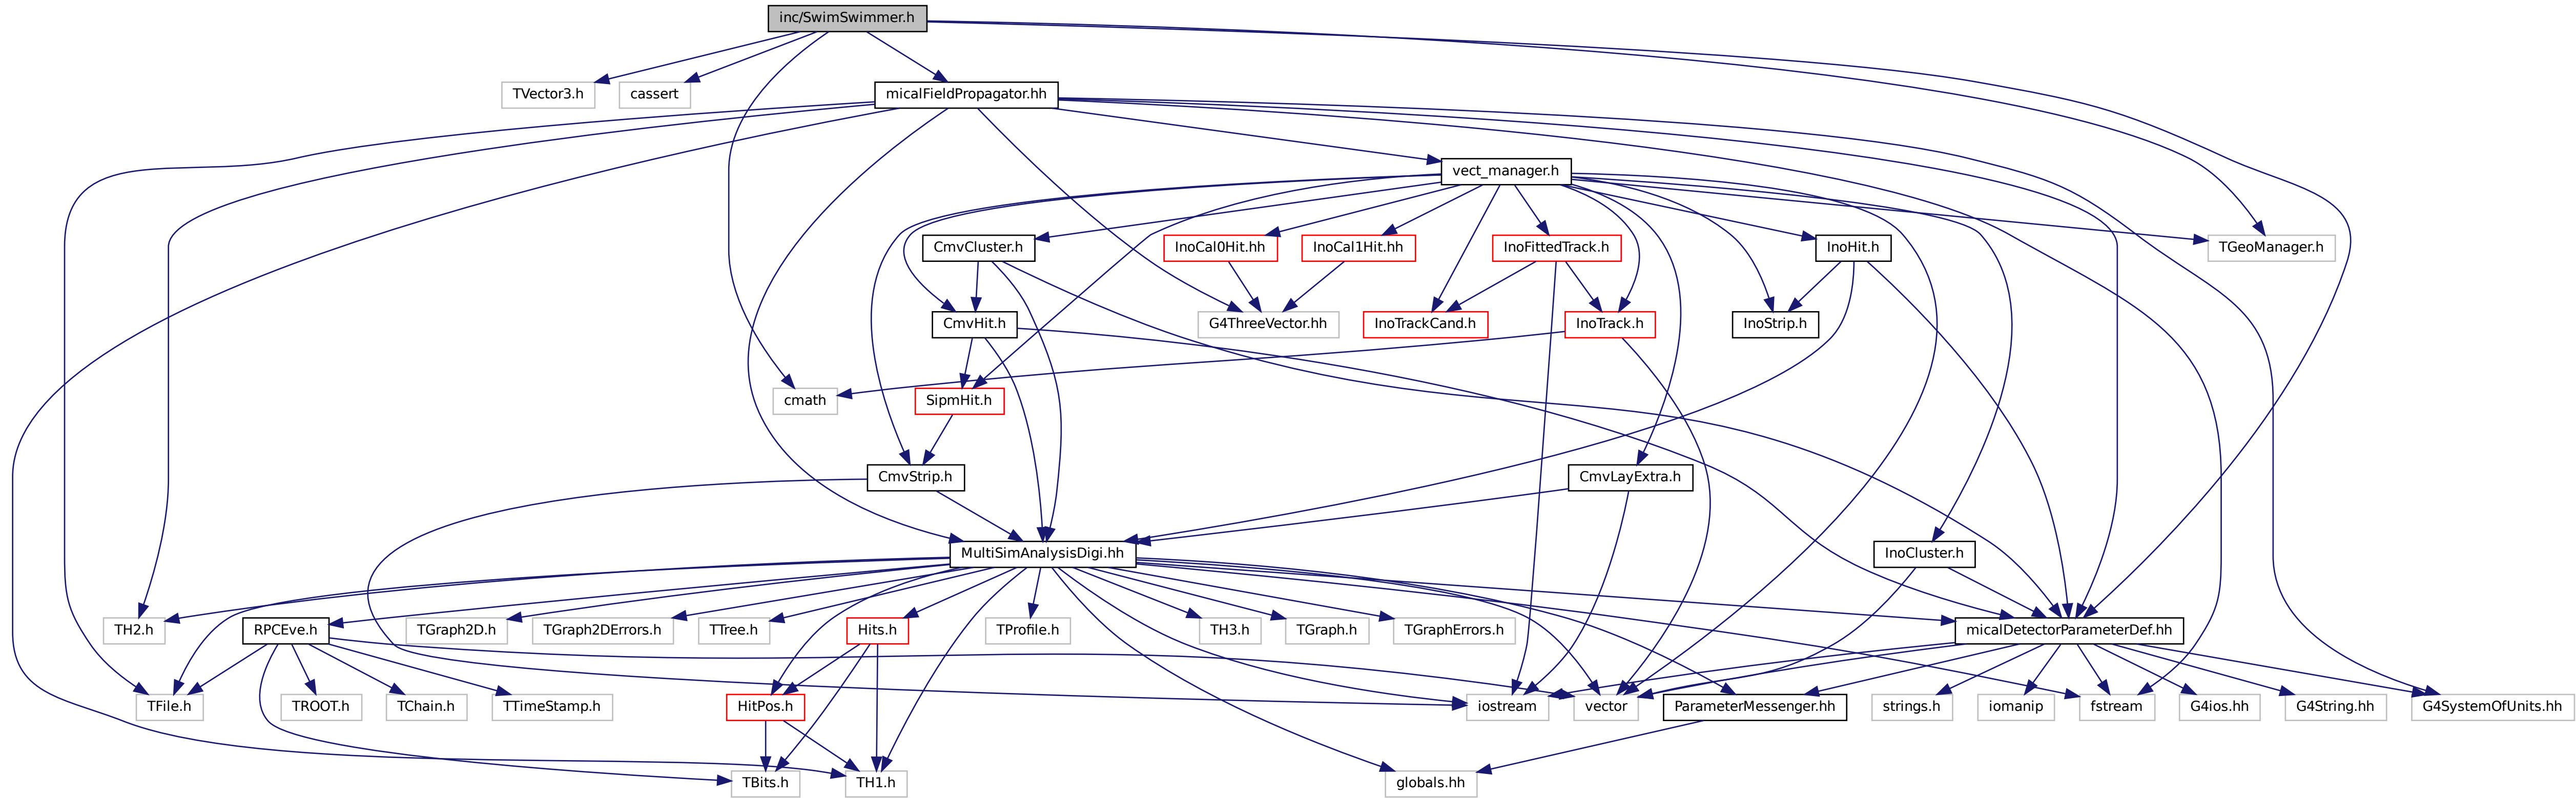 inc/SwimSwimmer.h
TVector3.h
cassert
micalFieldPropagator.hh
vect_manager.h
CmvCluster.h
InoCal0Hit.hh
InoCal1Hit.hh
InoFittedTrack.h
InoHit.h
TGeoManager.h
CmvHit.h
G4ThreeVector.hh
InoTrackCand.h
InoTrack.h
InoStrip.h
cmath
SipmHit.h
CmvStrip.h
CmvLayExtra.h
MultiSimAnalysisDigi.hh
InoCluster.h
TH2.h
RPCEve.h
TGraph2D.h
TGraph2DErrors.h
TTree.h
Hits.h
TProfile.h
TH3.h
TGraph.h
TGraphErrors.h
micalDetectorParameterDef.hh
TFile.h
TROOT.h
TChain.h
TTimeStamp.h
HitPos.h
iostream
vector
ParameterMessenger.hh
strings.h
iomanip
fstream
G4ios.hh
G4String.hh
G4SystemOfUnits.hh
TBits.h
TH1.h
globals.hh